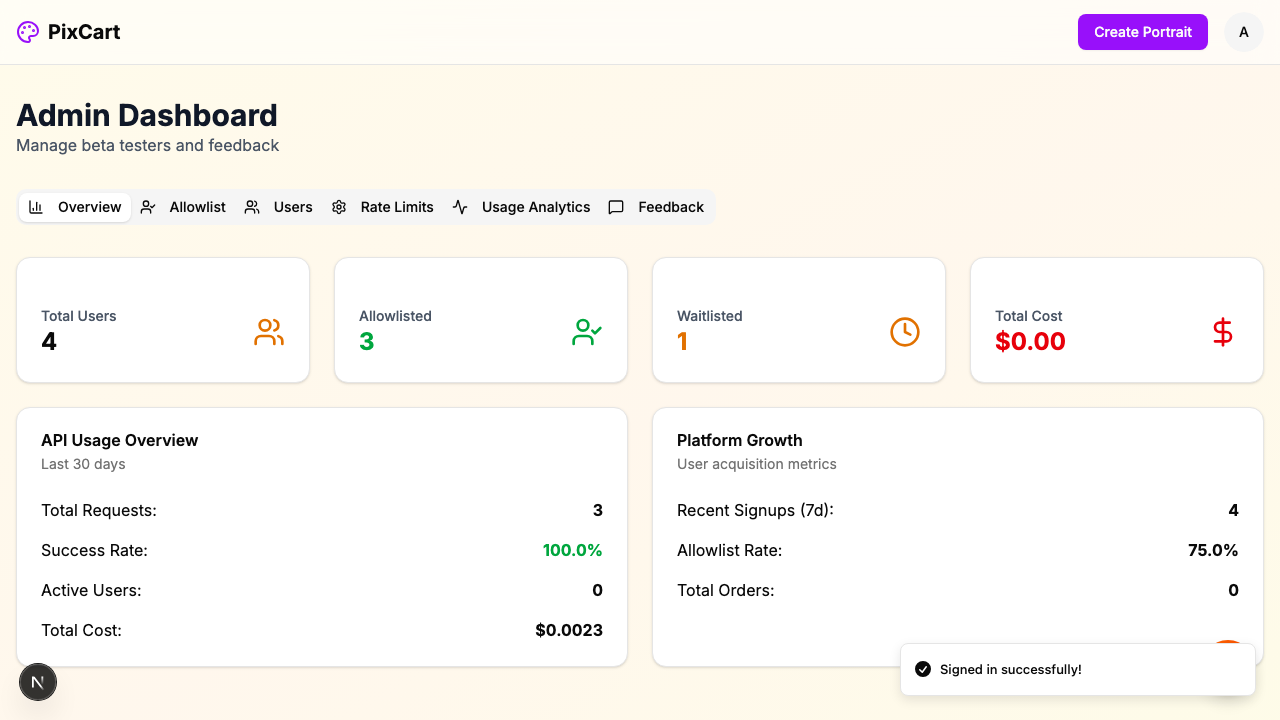 PixCart
Create Portrait
A
Admin Dashboard
Manage beta testers and feedback
Overview Allowlist Users Rate Limits Usage Analytics Feedback
Total Users
4
Allowlisted
3
Waitlisted
1
Total Cost
$0.00
API Usage Overview
Last 30 days
Total Requests: 3
Success Rate: 100.0%
Active Users: 0
Total Cost: $0.0023
Platform Growth
User acquisition metrics
Recent Signups (7d): 4
Allowlist Rate: 75.0%
Total Orders: 0
N
Signed in successfully!